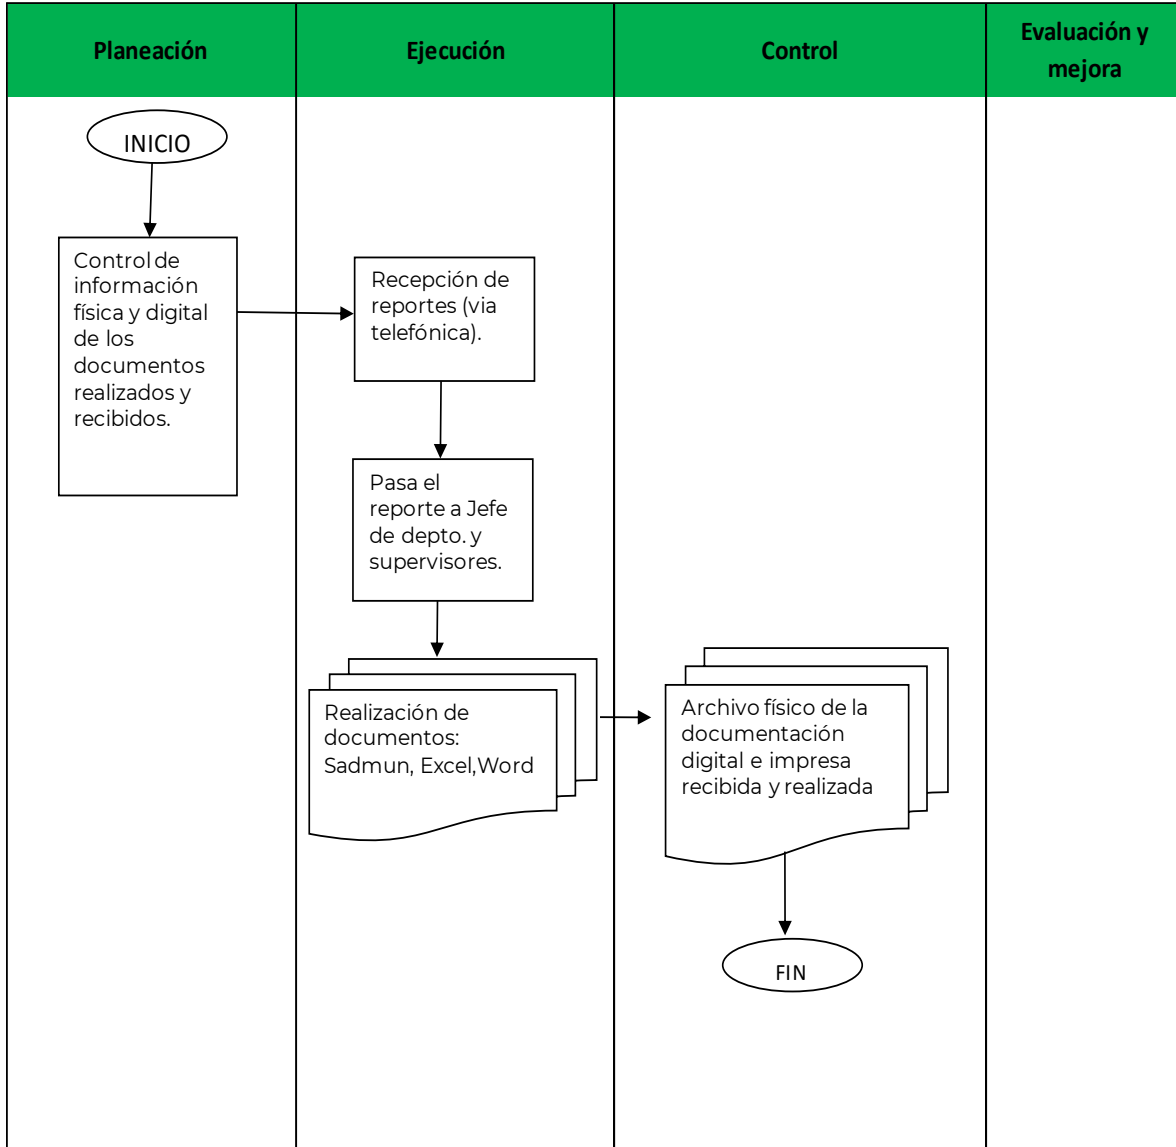 Planeación
Ejecución
Control
Evaluación y
mejora
INICIO
Control de
información
física y digital
de los
documentos
realizados y
recibidos.
Recepción de
reportes (via
telefónica).
Pasa el
reporte a Jefe
de depto. y
supervisores.
Realización de
documentos:
Sadmun, Excel,Word
Archivo físico de la
documentación
digital e impresa
recibida y realizada
FIN